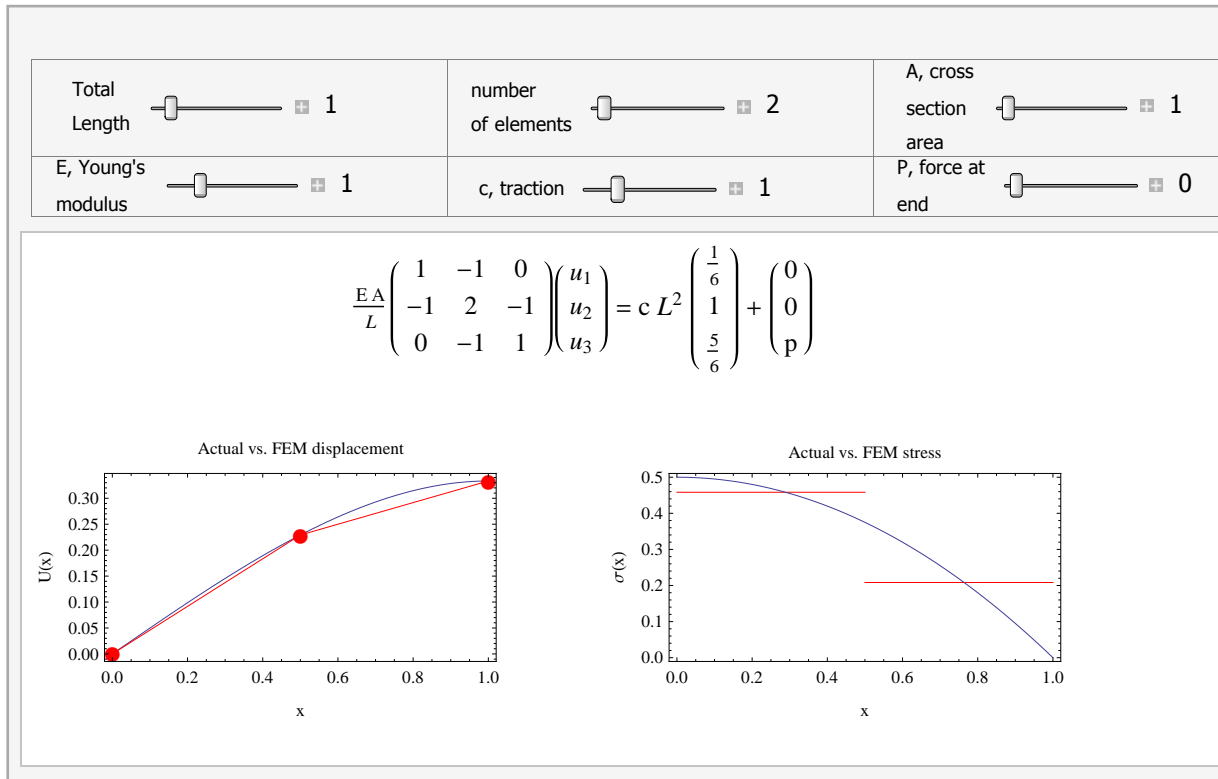 Total
Length
1
number
of elements
2
A, cross
section
area
1
E, Young's
modulus
1
c, traction
1
P, force at
end
0
E A / L ( 1 −1 0 ; −1 2 −1 ; 0 −1 1 ) ( u₁ ; u₂ ; u₃ ) = c L² ( 1/6 ; 1 ; 5/6 ) + ( 0 ; 0 ; p )
Actual vs. FEM displacement
U(x)
0.30
0.25
0.20
0.15
0.10
0.05
0.00
0.0 0.2 0.4 0.6 0.8 1.0
x
Actual vs. FEM stress
σ(x)
0.5
0.4
0.3
0.2
0.1
0.0
0.0 0.2 0.4 0.6 0.8 1.0
x